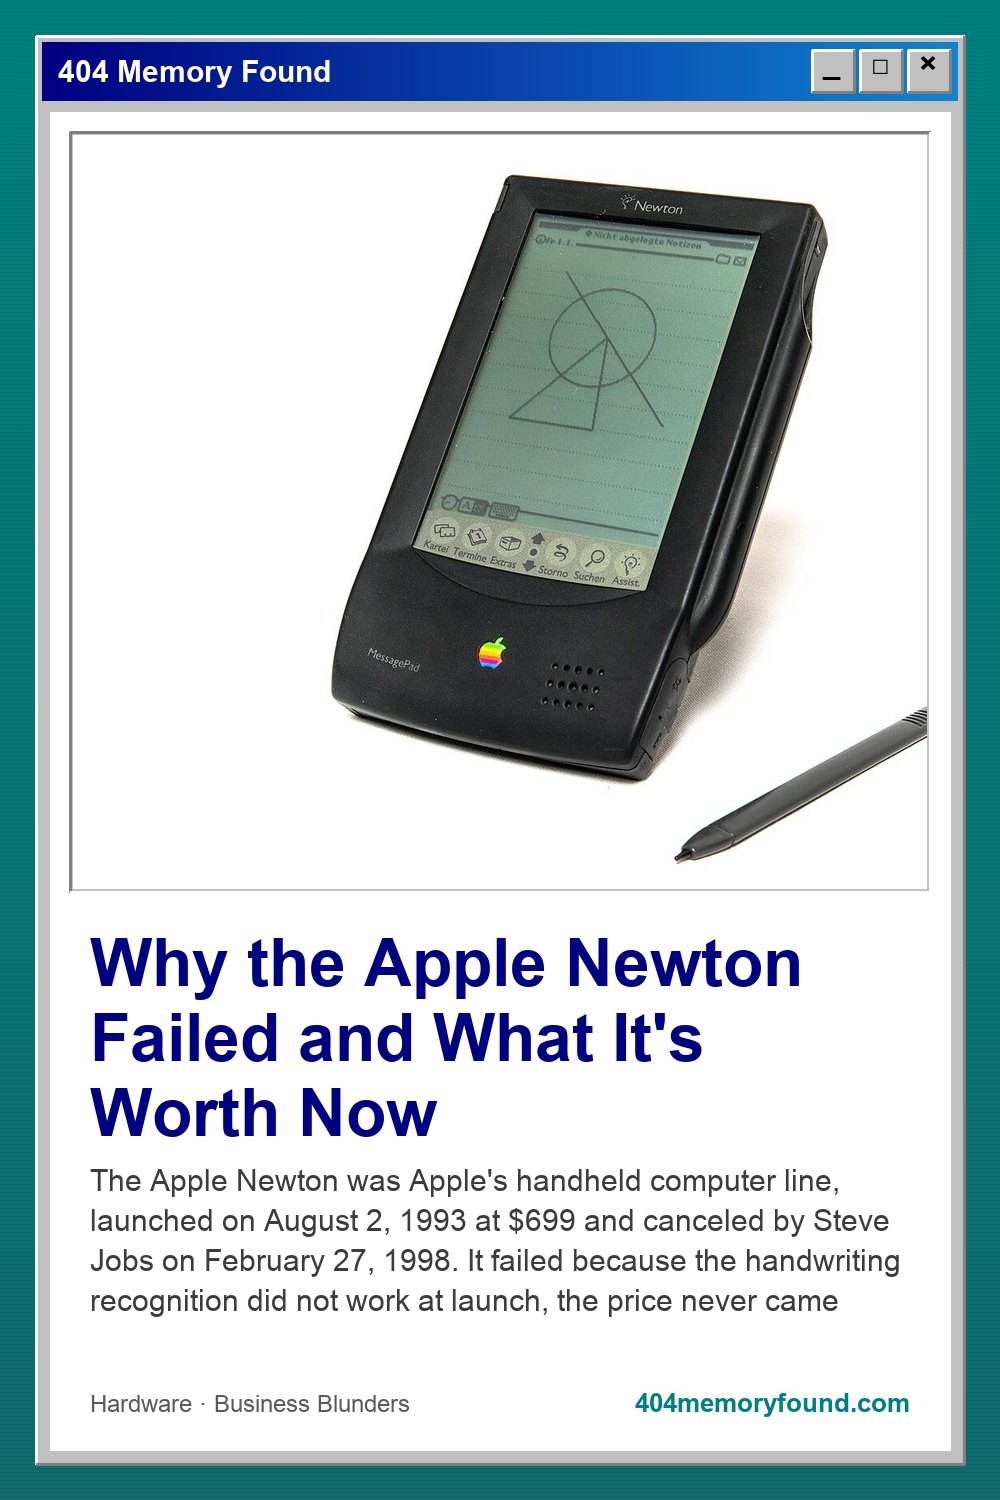 404 Memory Found
Newton
Nicht abgelegte Notizen
Fr 1.1.
Kartei Termine Extras Storno Suchen Assist.
MessagePad
Why the Apple Newton
Failed and What It's
Worth Now
The Apple Newton was Apple's handheld computer line,
launched on August 2, 1993 at $699 and canceled by Steve
Jobs on February 27, 1998. It failed because the handwriting
recognition did not work at launch, the price never came
Hardware · Business Blunders
404memoryfound.com